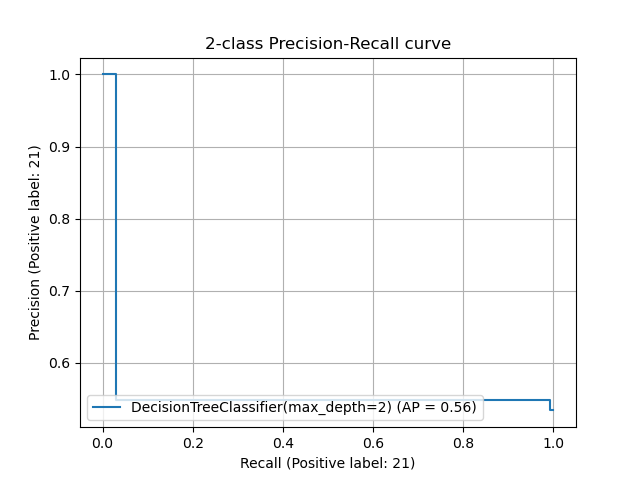 2-class Precision-Recall curve
Precision (Positive label: 21)
1.0
0.9
0.8
0.7
0.6
DecisionTreeClassifier(max_depth=2) (AP = 0.56)
0.0 0.2 0.4 0.6 0.8 1.0
Recall (Positive label: 21)